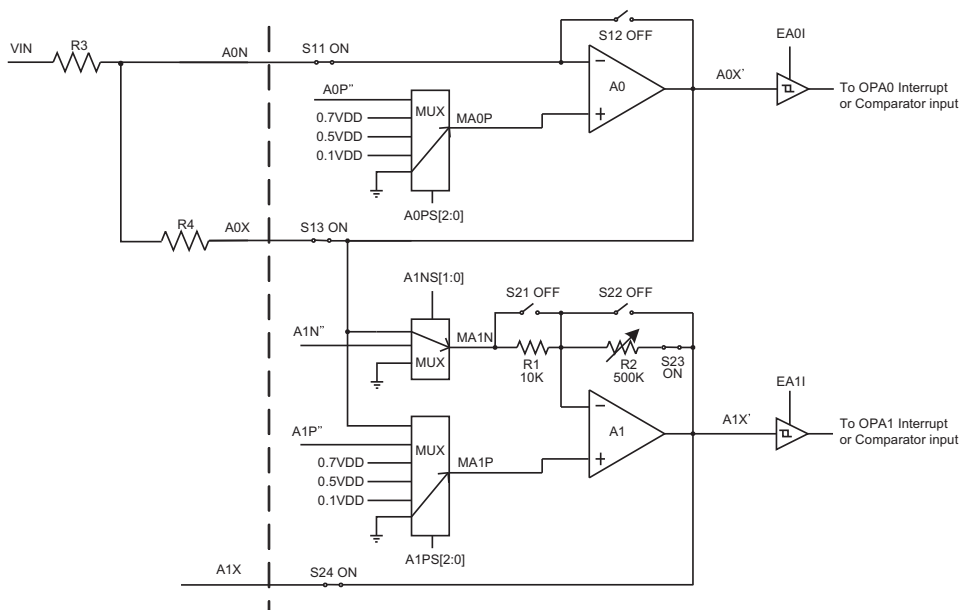 VIN
R3
A0N
S11 ON
S12 OFF
EA0I
A0
A0X'
To OPA0 Interrupt
or Comparator input
A0P"
0.7VDD
0.5VDD
0.1VDD
MUX
MA0P
A0PS[2:0]
R4
A0X
S13 ON
A1NS[1:0]
S21 OFF
S22 OFF
A1N"
MA1N
MUX
R1
10K
R2
500K
S23
ON
EA1I
A1
A1X'
To OPA1 Interrupt
or Comparator input
A1P"
0.7VDD
0.5VDD
0.1VDD
MUX
MA1P
A1PS[2:0]
A1X
S24 ON